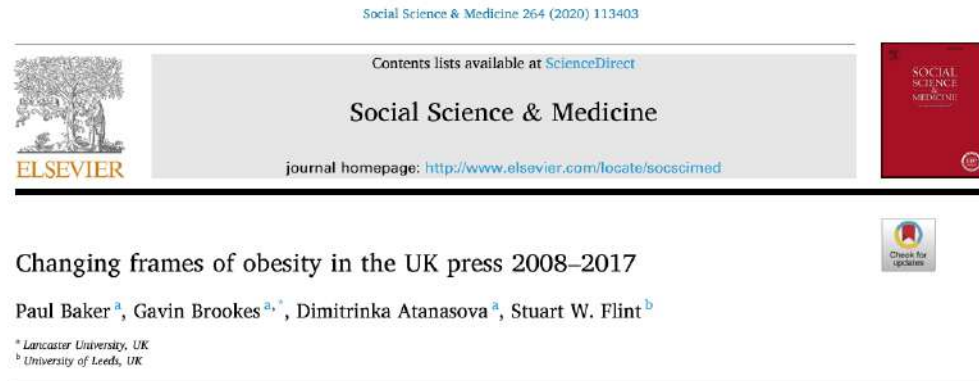 Social Science & Medicine 264 (2020) 113403
Contents lists available at ScienceDirect
Social Science & Medicine
journal homepage: http://www.elsevier.com/locate/socscimed
ELSEVIER
SOCIAL
SCIENCE
&
MEDICINE
Check for
updates
Changing frames of obesity in the UK press 2008–2017
Paul Baker a, Gavin Brookes a,*, Dimitrinka Atanasova a, Stuart W. Flint b
a Lancaster University, UK
b University of Leeds, UK